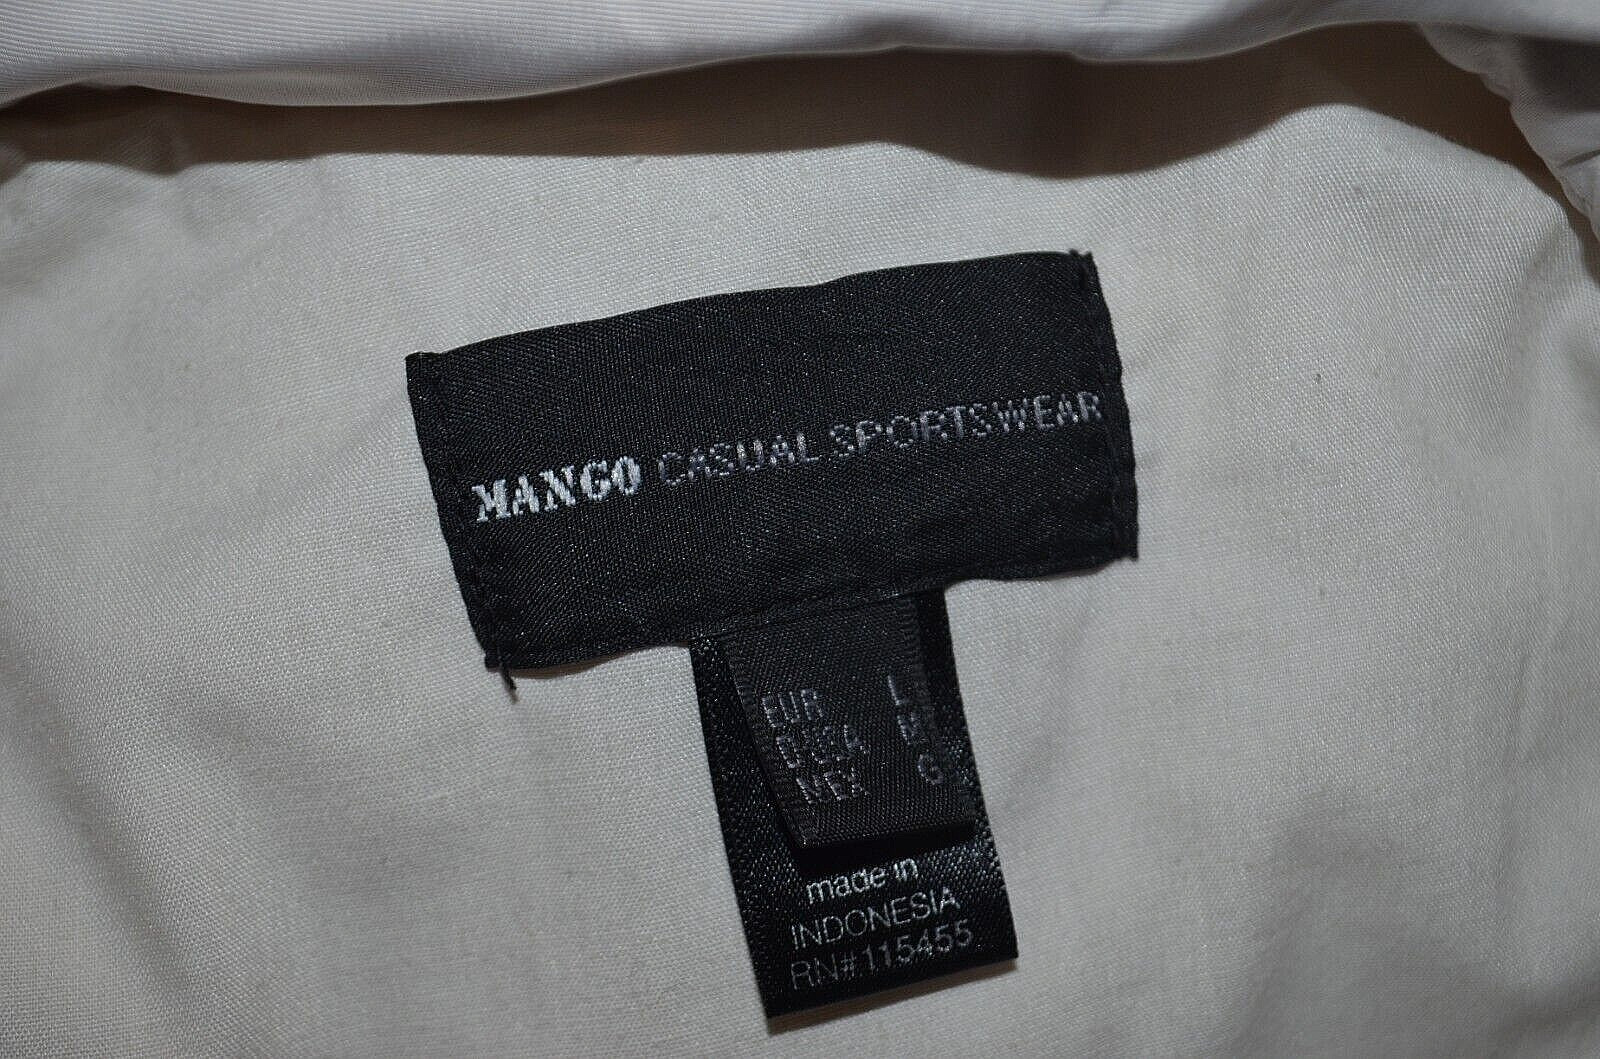 MANGO CASUAL SPORTSWEAR
EUR L
USA M
MEX G
made in
INDONESIA
RN#115455